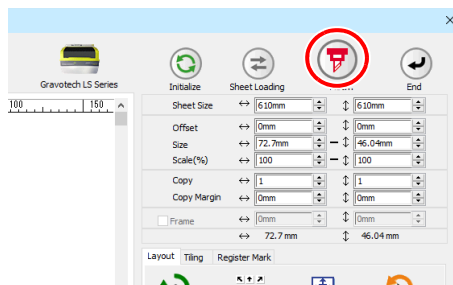 Gravotech LS Series
Initialize
Sheet Loading
End
100 150
Sheet Size 610mm 610mm
Offset 0mm 0mm
Size 72.7mm 46.04mm
Scale(%) 100 100
Copy 1 1
Copy Margin 0mm 0mm
Frame 0mm 0mm
72.7 mm 46.04 mm
Layout Tiling Register Mark